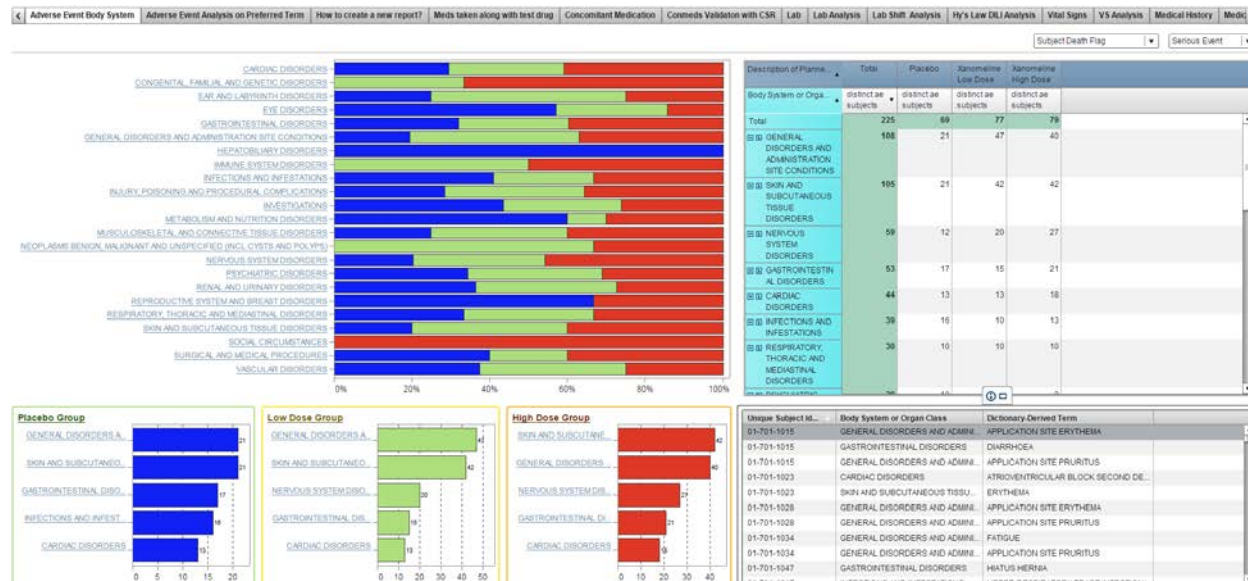 Adverse Event Body System
Adverse Event Analysis on Preferred Term
How to create a new report?
Meds taken along with test drug
Concomitant Medication
Conmeds Validaton with CSR
Lab
Lab Analysis
Lab Shift Analysis
Hy's Law DILI Analysis
Vital Signs
VS Analysis
Medical History
Medic
Subject Death Flag
Serious Event
CARDIAC DISORDERS
CONGENITAL, FAMILIAL AND GENETIC DISORDERS
EAR AND LABYRINTH DISORDERS
EYE DISORDERS
GASTROINTESTINAL DISORDERS
GENERAL DISORDERS AND ADMINISTRATION SITE CONDITIONS
HEPATOBILIARY DISORDERS
IMMUNE SYSTEM DISORDERS
INFECTIONS AND INFESTATIONS
INJURY, POISONING AND PROCEDURAL COMPLICATIONS
INVESTIGATIONS
METABOLISM AND NUTRITION DISORDERS
MUSCULOSKELETAL AND CONNECTIVE TISSUE DISORDERS
NEOPLASMS BENIGN, MALIGNANT AND UNSPECIFIED (INCL CYSTS AND POLYPS)
NERVOUS SYSTEM DISORDERS
PSYCHIATRIC DISORDERS
RENAL AND URINARY DISORDERS
REPRODUCTIVE SYSTEM AND BREAST DISORDERS
RESPIRATORY, THORACIC AND MEDIASTINAL DISORDERS
SKIN AND SUBCUTANEOUS TISSUE DISORDERS
SOCIAL CIRCUMSTANCES
SURGICAL AND MEDICAL PROCEDURES
VASCULAR DISORDERS
0% 20% 40% 60% 80% 100%
Description of Planne... Total Placebo Xanomeline Low Dose Xanomeline High Dose
Body System or Orga... distinct ae subjects distinct ae subjects distinct ae subjects distinct ae subjects
Total 225 69 77 79
GENERAL 108 21 47 40
DISORDERS AND
ADMINISTRATION
SITE CONDITIONS
SKIN AND 105 21 42 42
SUBCUTANEOUS
TISSUE
DISORDERS
NERVOUS 59 12 20 27
SYSTEM
DISORDERS
GASTROINTESTIN 53 17 15 21
AL DISORDERS
CARDIAC 44 13 13 18
DISORDERS
INFECTIONS AND 39 16 10 13
INFESTATIONS
RESPIRATORY, 30 10 10 10
THORACIC AND
MEDIASTINAL
DISORDERS
Placebo Group
GENERAL DISORDERS A... 21
SKIN AND SUBCUTANEO... 21
GASTROINTESTINAL DISO... 17
INFECTIONS AND INFEST... 16
CARDIAC DISORDERS 13
0 5 10 15 20
Low Dose Group
GENERAL DISORDERS A... 47
SKIN AND SUBCUTANEO... 42
NERVOUS SYSTEM DISO... 20
GASTROINTESTINAL DIS... 15
CARDIAC DISORDERS 13
0 10 20 30 40 50
High Dose Group
SKIN AND SUBCUTANE... 42
GENERAL DISORDERS... 40
NERVOUS SYSTEM DIS... 27
GASTROINTESTINAL DI... 21
CARDIAC DISORDERS 18
0 10 20 30 40
Unique Subject Id... Body System or Organ Class Dictionary-Derived Term
01-701-1015 GENERAL DISORDERS AND ADMINI... APPLICATION SITE ERYTHEMA
01-701-1015 GASTROINTESTINAL DISORDERS DIARRHOEA
01-701-1015 GENERAL DISORDERS AND ADMINI... APPLICATION SITE PRURITUS
01-701-1023 CARDIAC DISORDERS ATRIOVENTRICULAR BLOCK SECOND DE...
01-701-1023 SKIN AND SUBCUTANEOUS TISSU... ERYTHEMA
01-701-1028 GENERAL DISORDERS AND ADMINI... APPLICATION SITE ERYTHEMA
01-701-1028 GENERAL DISORDERS AND ADMINI... APPLICATION SITE PRURITUS
01-701-1034 GENERAL DISORDERS AND ADMINI... FATIGUE
01-701-1034 GENERAL DISORDERS AND ADMINI... APPLICATION SITE PRURITUS
01-701-1047 GASTROINTESTINAL DISORDERS HIATUS HERNIA